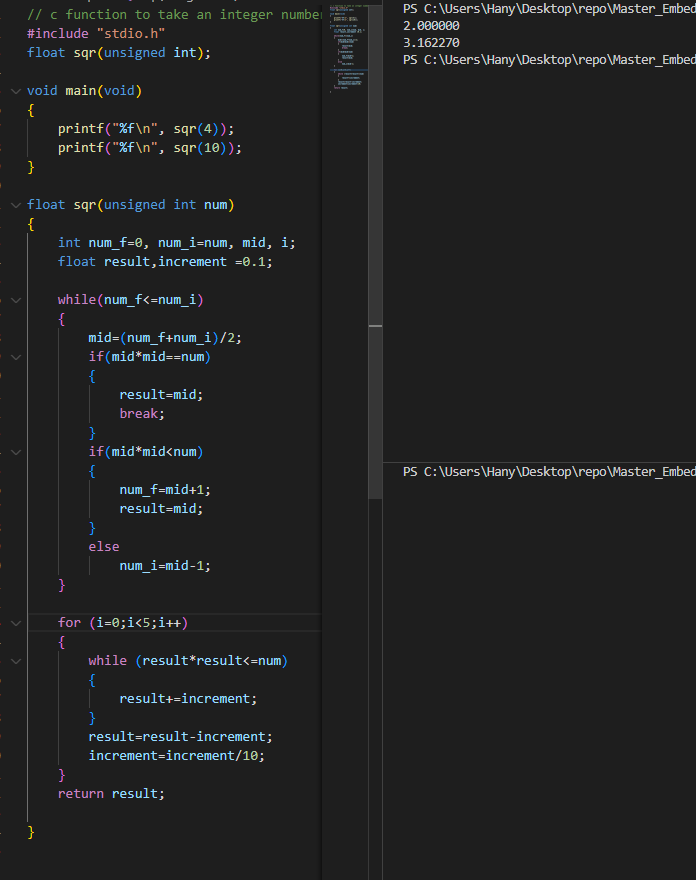 // c function to take an integer number
#include "stdio.h"
float sqr(unsigned int);
void main(void)
{
printf("%f\n", sqr(4));
printf("%f\n", sqr(10));
}
float sqr(unsigned int num)
{
int num_f=0, num_i=num, mid, i;
float result,increment =0.1;
while(num_f<=num_i)
{
mid=(num_f+num_i)/2;
if(mid*mid==num)
{
result=mid;
break;
}
if(mid*mid<num)
{
num_f=mid+1;
result=mid;
}
else
num_i=mid-1;
}
for (i=0;i<5;i++)
{
while (result*result<=num)
{
result+=increment;
}
result=result-increment;
increment=increment/10;
}
return result;
}
PS C:\Users\Hany\Desktop\repo\Master_Embed
2.000000
3.162270
PS C:\Users\Hany\Desktop\repo\Master_Embed
PS C:\Users\Hany\Desktop\repo\Master_Embed